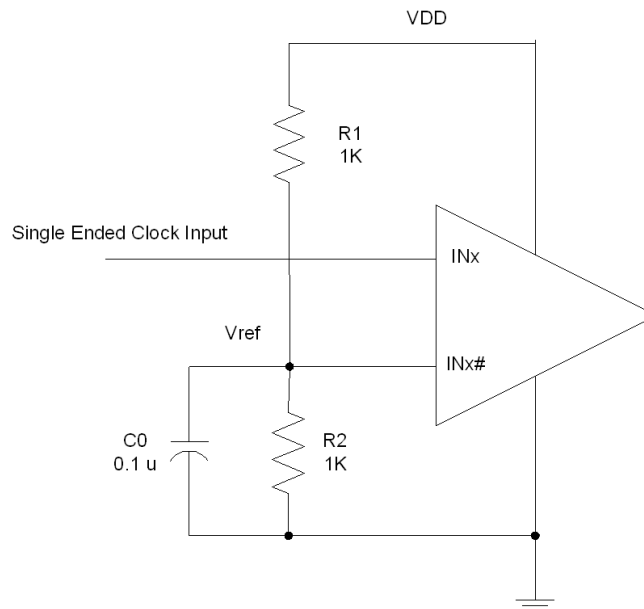 VDD
R1
1K
Single Ended Clock Input
INx
Vref
INx#
C0
0.1 u
R2
1K